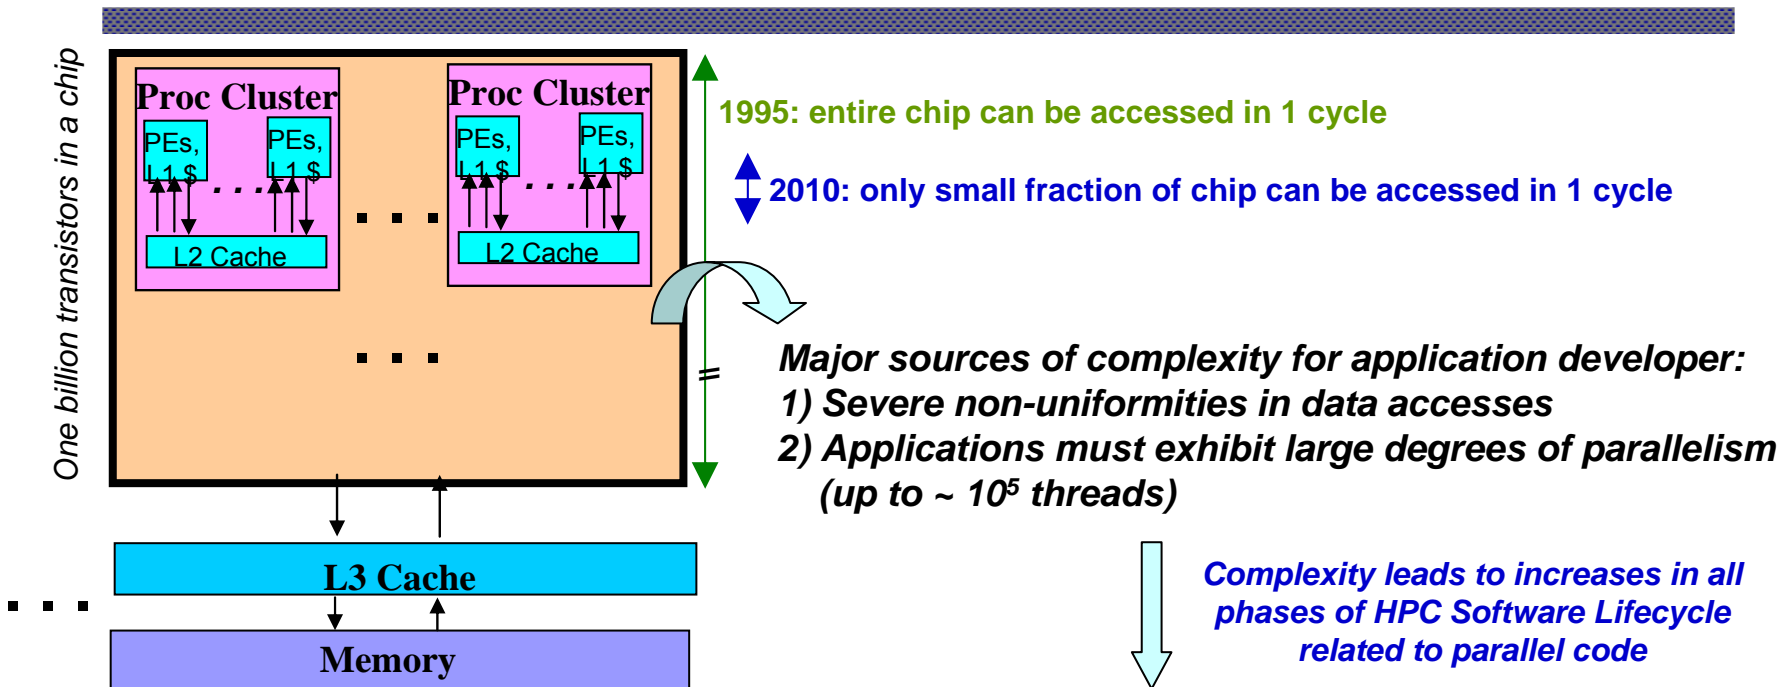 One billion transistors in a chip
Proc Cluster
PEs,
L1 $
. . .
PEs,
L1 $
L2 Cache
. . .
Proc Cluster
PEs,
L1 $
. . .
PEs,
L1 $
L2 Cache
. . .
1995: entire chip can be accessed in 1 cycle
2010: only small fraction of chip can be accessed in 1 cycle
=
Major sources of complexity for application developer:
1) Severe non-uniformities in data accesses
2) Applications must exhibit large degrees of parallelism
(up to ~ 10⁵ threads)
L3 Cache
. . .
Memory
Complexity leads to increases in all
phases of HPC Software Lifecycle
related to parallel code